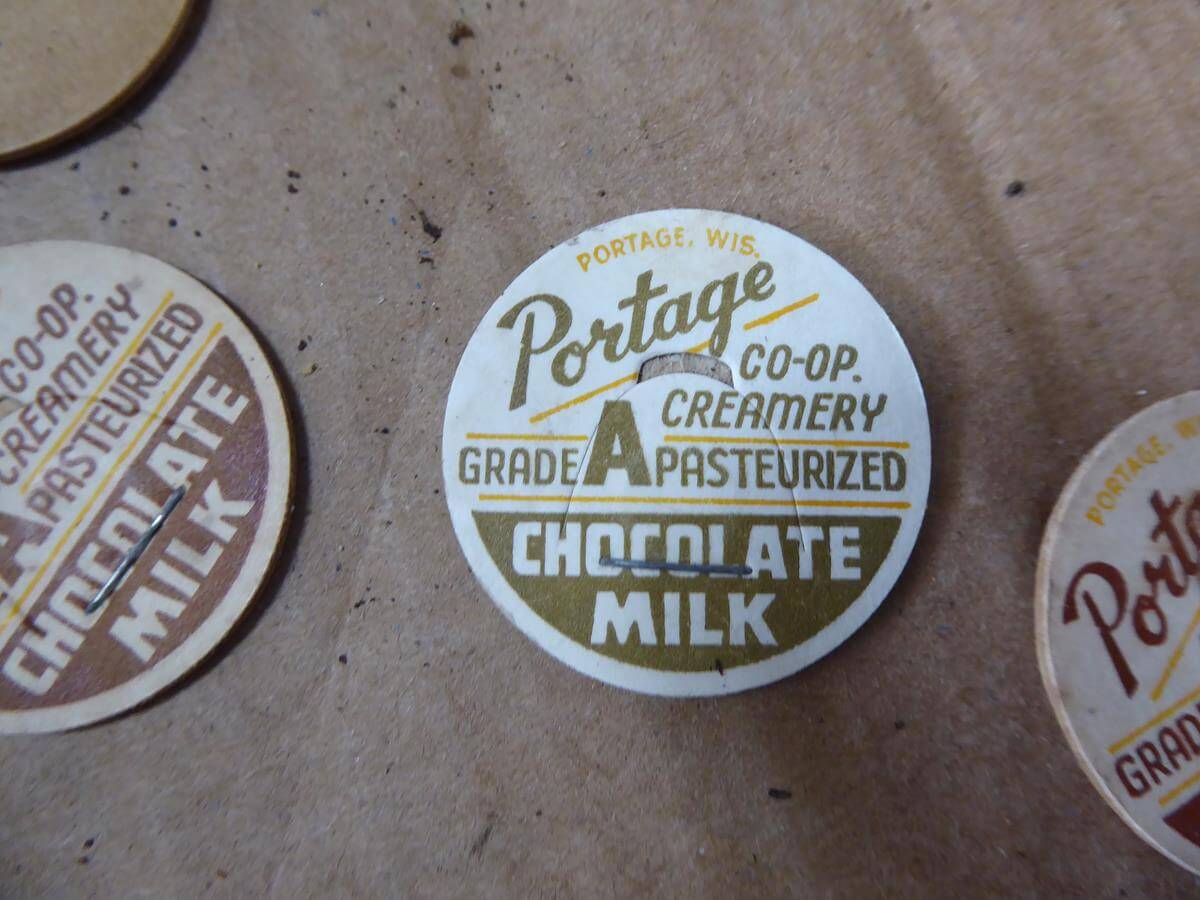 PORTAGE, WIS.
Portage
CO-OP.
CREAMERY
GRADE A PASTEURIZED
CHOCOLATE
MILK
CO-OP.
CREAMERY
A PASTEURIZED
CHOCOLATE
MILK
PORTAGE,